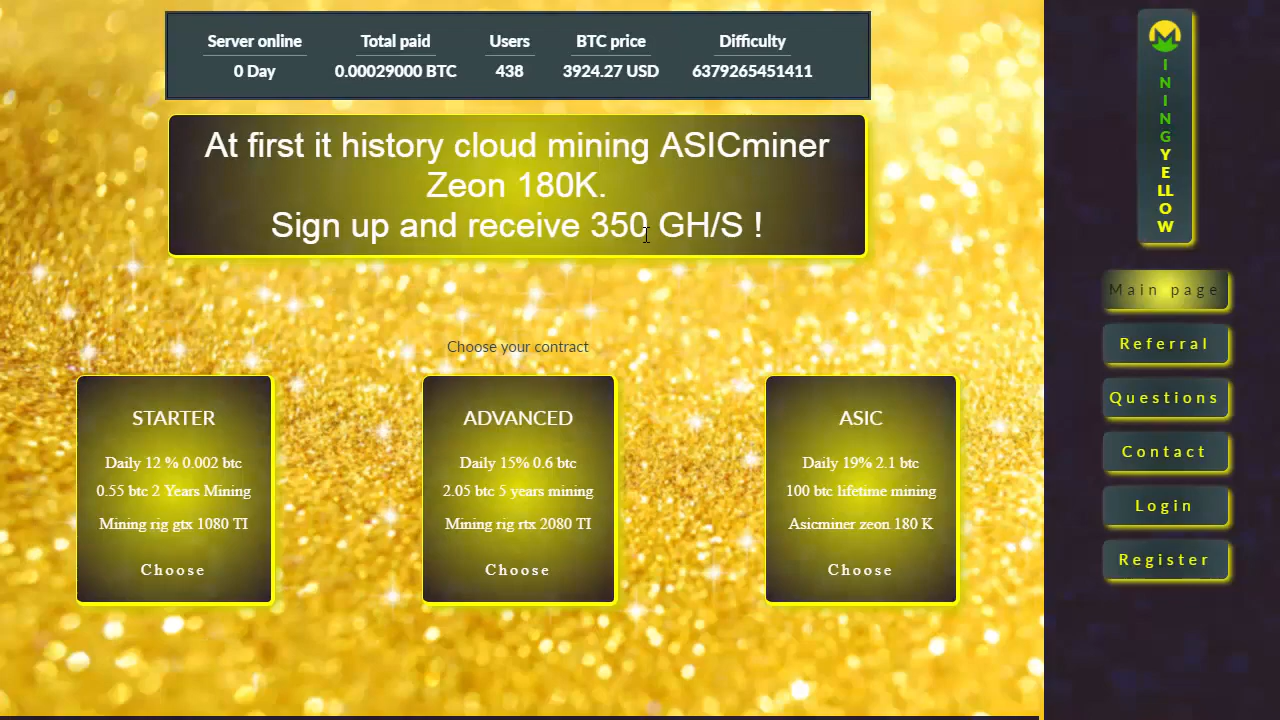 Server online
0 Day
Total paid
0.00029000 BTC
Users
438
BTC price
3924.27 USD
Difficulty
6379265451411
At first it history cloud mining ASICminer
Zeon 180K.
Sign up and receive 350 GH/S !
Choose your contract
STARTER
Daily 12 % 0.002 btc
0.55 btc 2 Years Mining
Mining rig gtx 1080 TI
Choose
ADVANCED
Daily 15% 0.6 btc
2.05 btc 5 years mining
Mining rig rtx 2080 TI
Choose
ASIC
Daily 19% 2.1 btc
100 btc lifetime mining
Asicminer zeon 180 K
Choose
M
I
N
I
N
G
Y
E
L
L
O
W
Main page
Referral
Questions
Contact
Login
Register